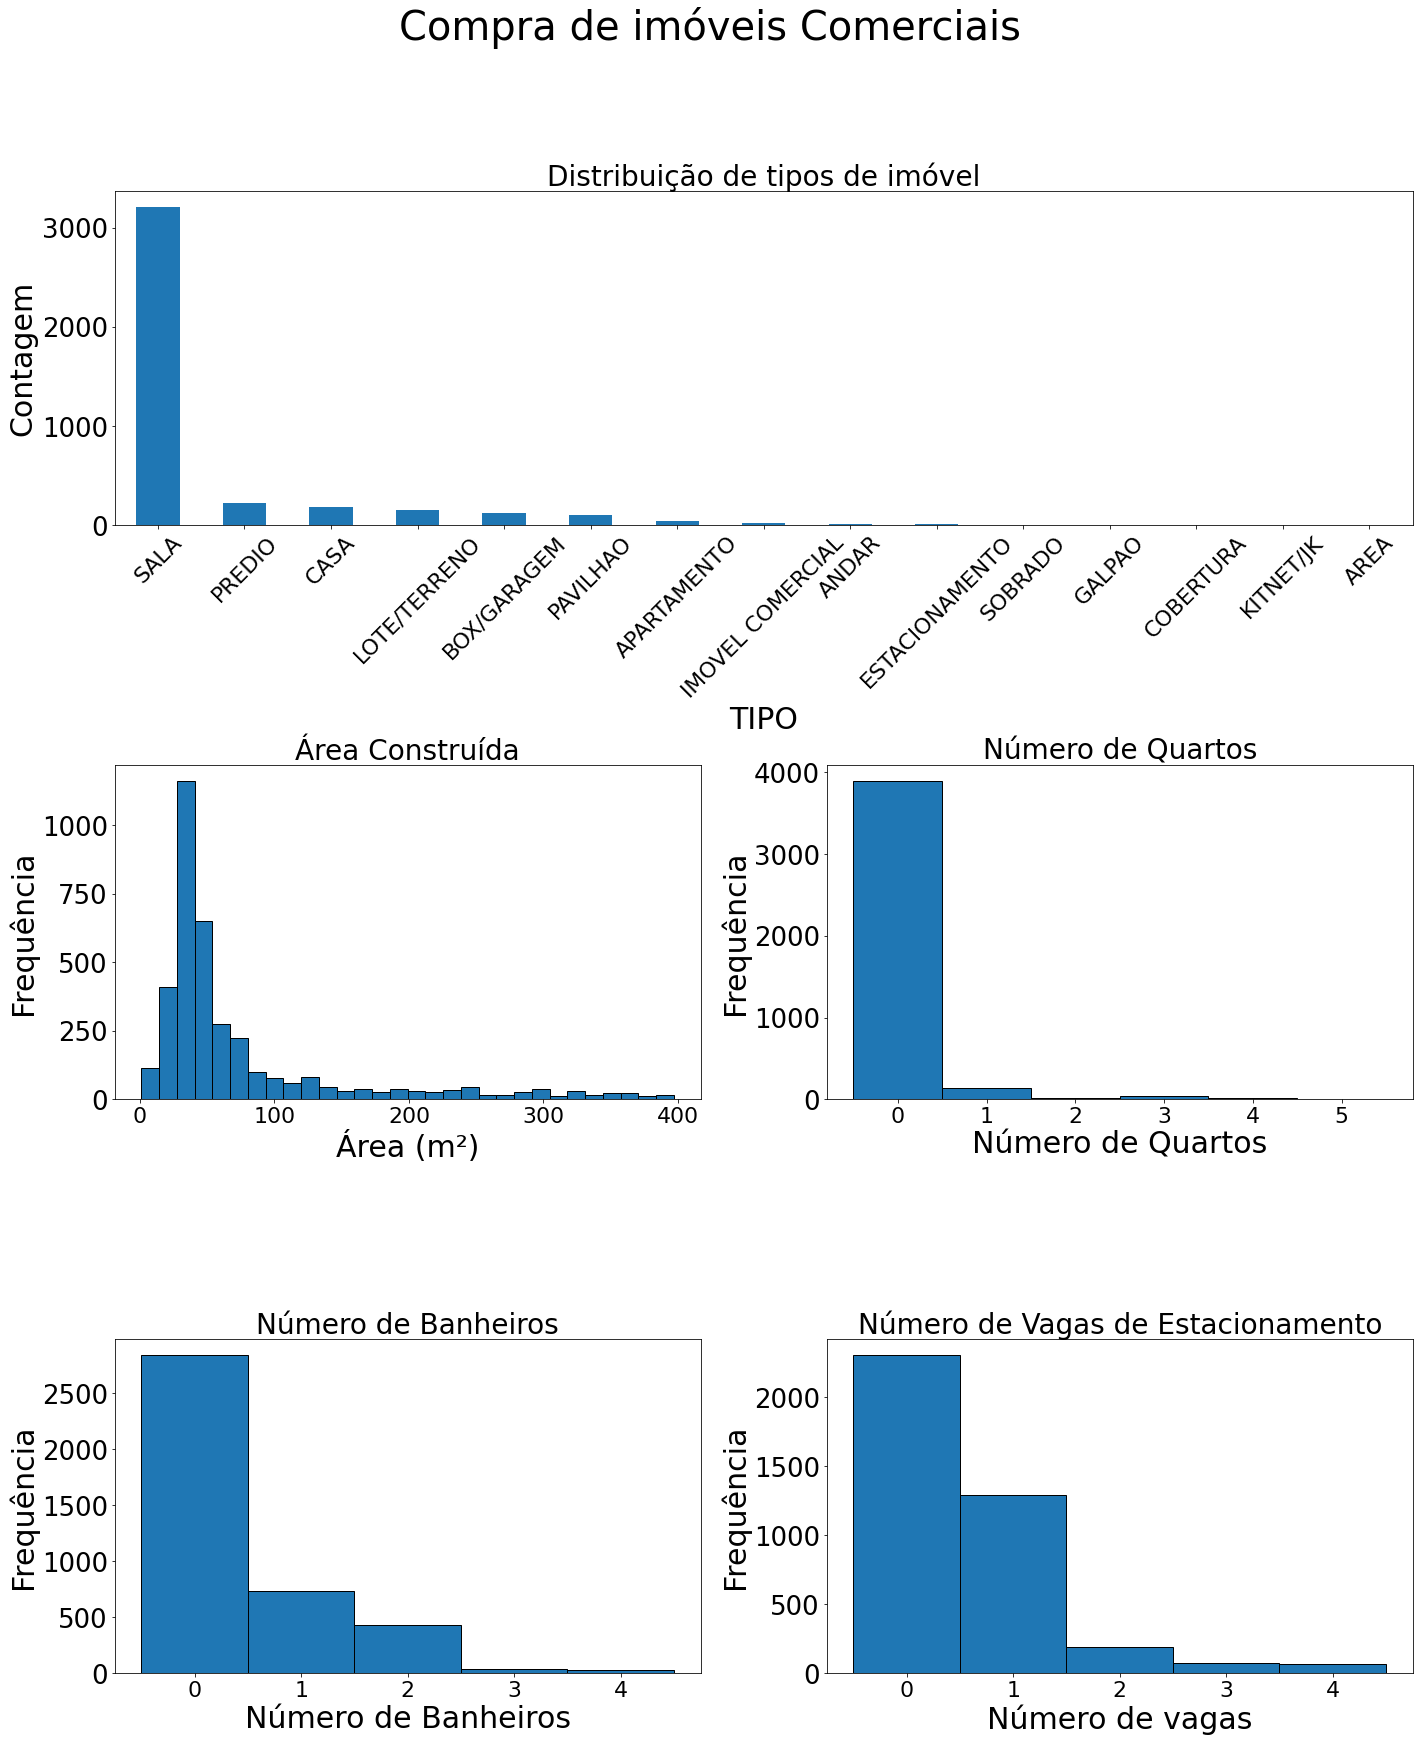 Compra de imóveis Comerciais
Distribuição de tipos de imóvel
Contagem
3000
2000
1000
0
SALA
PREDIO
CASA
LOTE/TERRENO
BOX/GARAGEM
PAVILHAO
APARTAMENTO
IMOVEL COMERCIAL
ANDAR
ESTACIONAMENTO
SOBRADO
GALPAO
COBERTURA
KITNET/JK
AREA
TIPO
Área Construída
Frequência
1000
750
500
250
0
0 100 200 300 400
Área (m²)
Número de Quartos
Frequência
4000
3000
2000
1000
0
0 1 2 3 4 5
Número de Quartos
Número de Banheiros
Frequência
2500
2000
1500
1000
500
0
0 1 2 3 4
Número de Banheiros
Número de Vagas de Estacionamento
Frequência
2000
1500
1000
500
0
0 1 2 3 4
Número de vagas